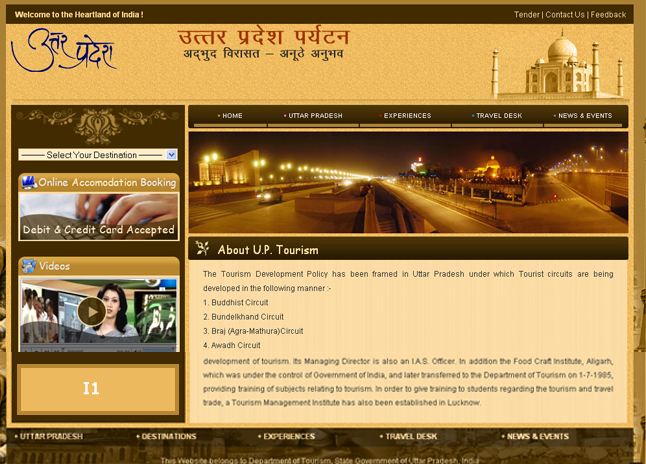 Welcome to the Heartland of India !
Tender | Contact Us | Feedback
उत्तर प्रदेश
उत्तर प्रदेश पर्यटन
अद्भुद विरासत – अनूठे अनुभव
HOME
UTTAR PRADESH
EXPERIENCES
TRAVEL DESK
NEWS & EVENTS
Select Your Destination
Online Accomodation Booking
Debit & Credit Card Accepted
Videos
I1
About U.P. Tourism
The Tourism Development Policy has been framed in Uttar Pradesh under which Tourist circuits are being
developed in the following manner :-
1. Buddhist Circuit
2. Bundelkhand Circuit
3. Braj (Agra-Mathura)Circuit
4. Awadh Circuit
development of tourism. Its Managing Director is also an I.A.S. Officer. In addition the Food Craft Institute, Aligarh,
which was under the control of Government of India, and later transferred to the Department of Tourism on 1-7-1985,
providing training of subjects relating to tourism. In order to give training to students regarding the tourism and travel
trade, a Tourism Management Institute has also been established in Lucknow.
UTTAR PRADESH
DESTINATIONS
EXPERIENCES
TRAVEL DESK
NEWS & EVENTS
This Website belongs to Department of Tourism, State Government of Uttar Pradesh, India